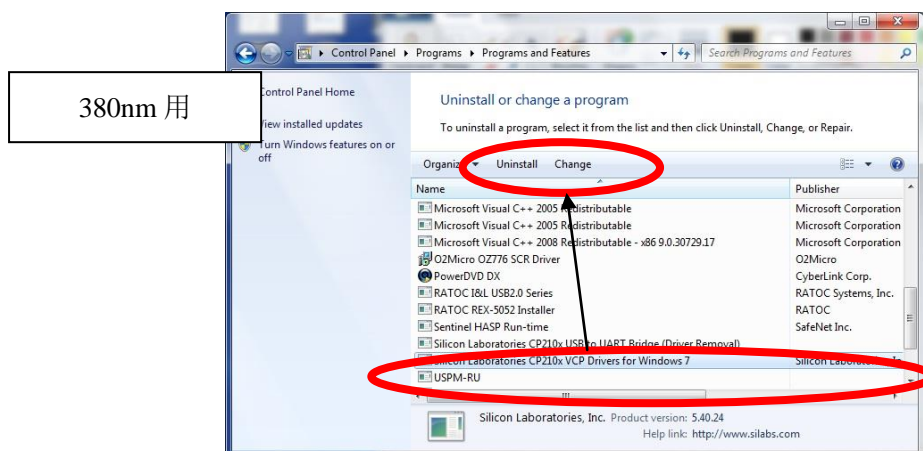 Control Panel ▸ Programs ▸ Programs and Features
Search Programs and Features
380nm 用
Control Panel Home
View installed updates
Turn Windows features on or
off
Uninstall or change a program
To uninstall a program, select it from the list and then click Uninstall, Change, or Repair.
Organize Uninstall Change
Name Publisher
Microsoft Visual C++ 2005 Redistributable Microsoft Corporation
Microsoft Visual C++ 2005 Redistributable Microsoft Corporation
Microsoft Visual C++ 2008 Redistributable - x86 9.0.30729.17 Microsoft Corporation
O2Micro OZ776 SCR Driver O2Micro
PowerDVD DX CyberLink Corp.
RATOC I&L USB2.0 Series RATOC Systems, Inc.
RATOC REX-5052 Installer RATOC
Sentinel HASP Run-time SafeNet Inc.
Silicon Laboratories CP210x USB to UART Bridge (Driver Removal)
Silicon Laboratories CP210x VCP Drivers for Windows 7 Silicon Laboratories
USPM-RU
Silicon Laboratories, Inc. Product version: 5.40.24
Help link: http://www.silabs.com